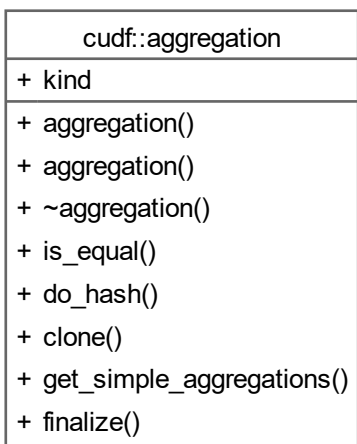 cudf::aggregation
+ kind
+ aggregation()
+ aggregation()
+ ~aggregation()
+ is_equal()
+ do_hash()
+ clone()
+ get_simple_aggregations()
+ finalize()